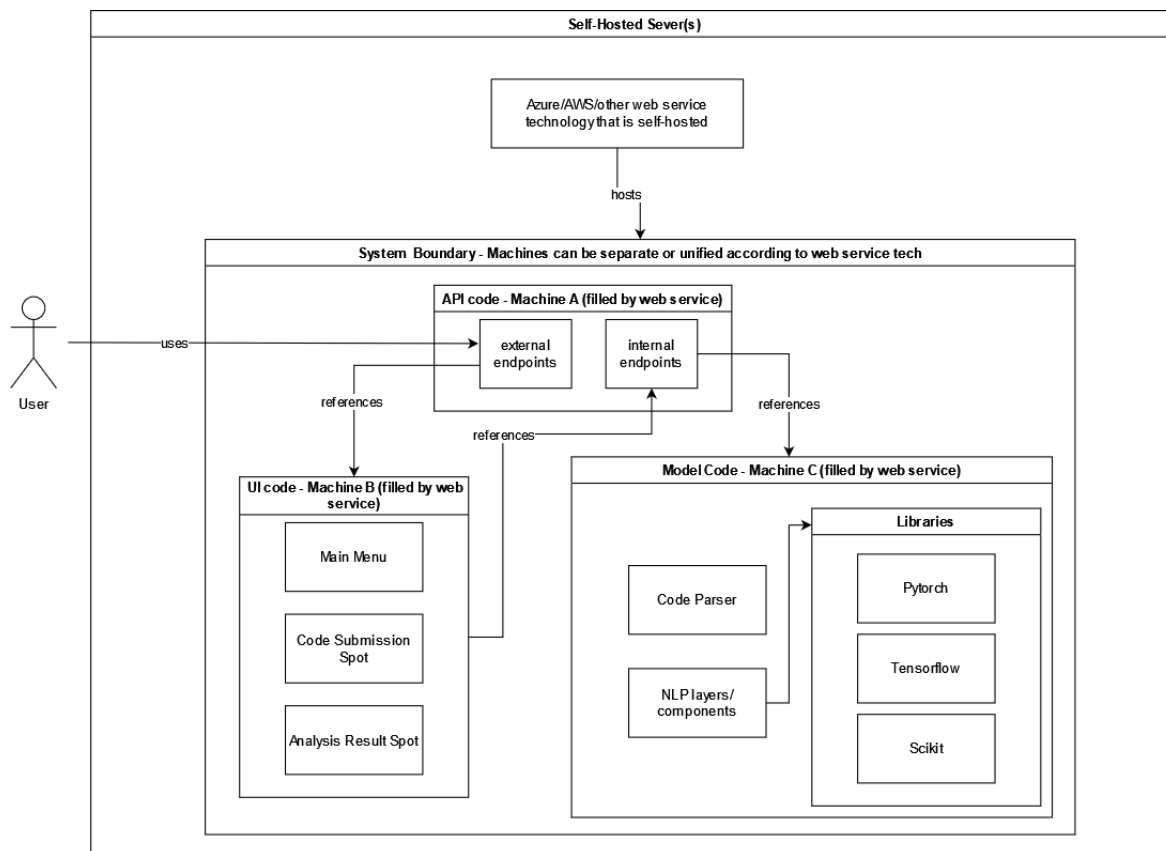 Self-Hosted Sever(s)
Azure/AWS/other web service
technology that is self-hosted
hosts
System Boundary - Machines can be separate or unified according to web service tech
API code - Machine A (filled by web service)
external
endpoints
internal
endpoints
uses
User
references
references
references
UI code - Machine B (filled by web
service)
Main Menu
Code Submission
Spot
Analysis Result Spot
Model Code - Machine C (filled by web service)
Libraries
Code Parser
NLP layers/
components
Pytorch
Tensorflow
Scikit